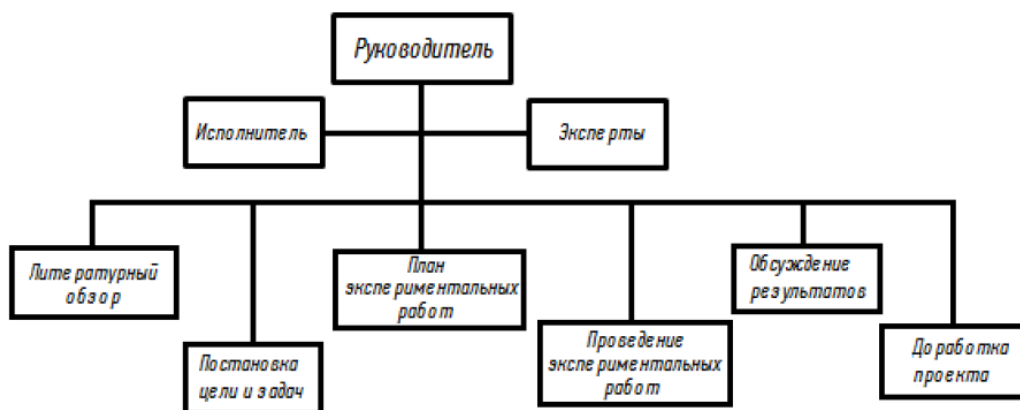 Руководитель
Исполнитель
Эксперты
Литературный
обзор
Постановка
цели и задач
План
экспериментальных
работ
Проведение
экспериментальных
работ
Обсуждение
результатов
Доработка
проекта